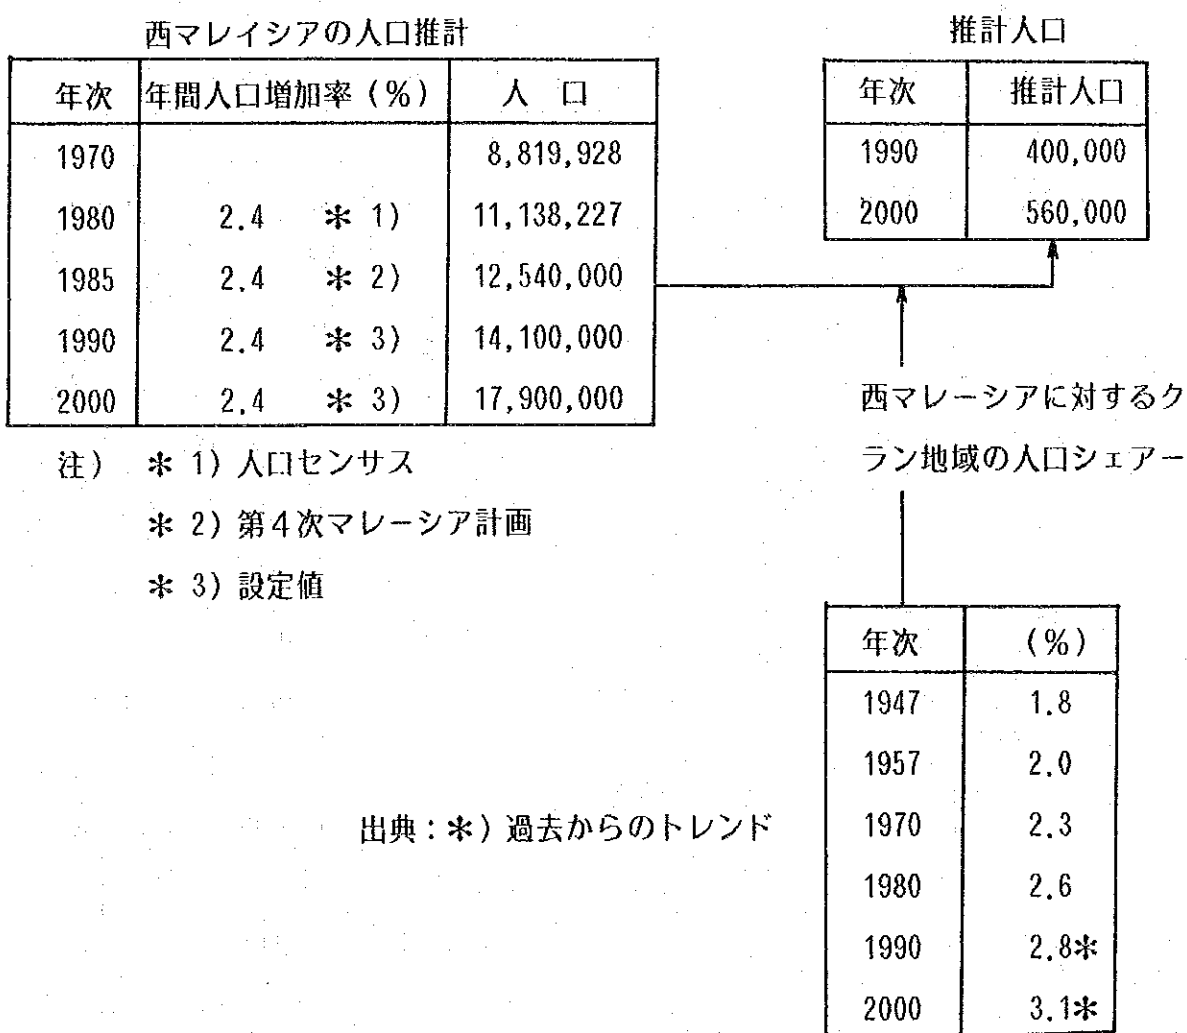 西マレイシアの人口推計
年次 年間人口増加率(%) 人 口
1970 8,819,928
1980 2.4 * 1) 11,138,227
1985 2.4 * 2) 12,540,000
1990 2.4 * 3) 14,100,000
2000 2.4 * 3) 17,900,000
注) * 1) 人口センサス
* 2) 第4次マレーシア計画
* 3) 設定値
推計人口
年次 推計人口
1990 400,000
2000 560,000
西マレーシアに対するク
ラン地域の人口シェアー
年次 (%)
1947 1.8
1957 2.0
1970 2.3
1980 2.6
1990 2.8*
2000 3.1*
出典:*) 過去からのトレンド